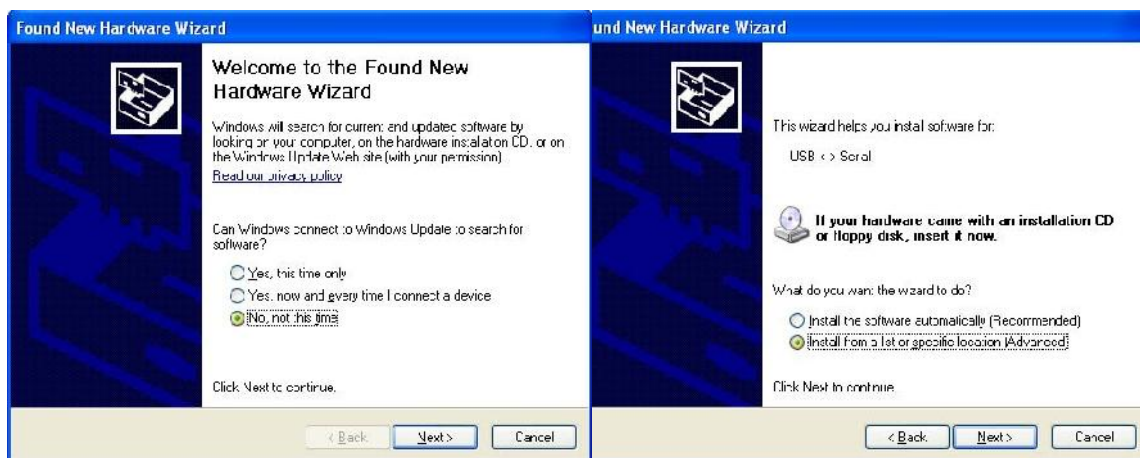 Found New Hardware Wizard
Welcome to the Found New
Hardware Wizard
Windows will search for current and updated software by
looking on your computer, on the hardware installation CD, or on
the Windows Update Web site (with your permission)
Read our privacy policy
Can Windows connect to Windows Update to search for
software?
Yes, this time only
Yes, now and every time I connect a device
No, not this time
Click Next to continue.
< Back
Next >
Cancel
und New Hardware Wizard
This wizard helps you install software for:
USB <> Serial
If your hardware came with an installation CD
or floppy disk, insert it now.
What do you want the wizard to do?
Install the software automatically (Recommended)
Install from a list or specific location (Advanced)
Click Next to continue
< Back
Next >
Cancel